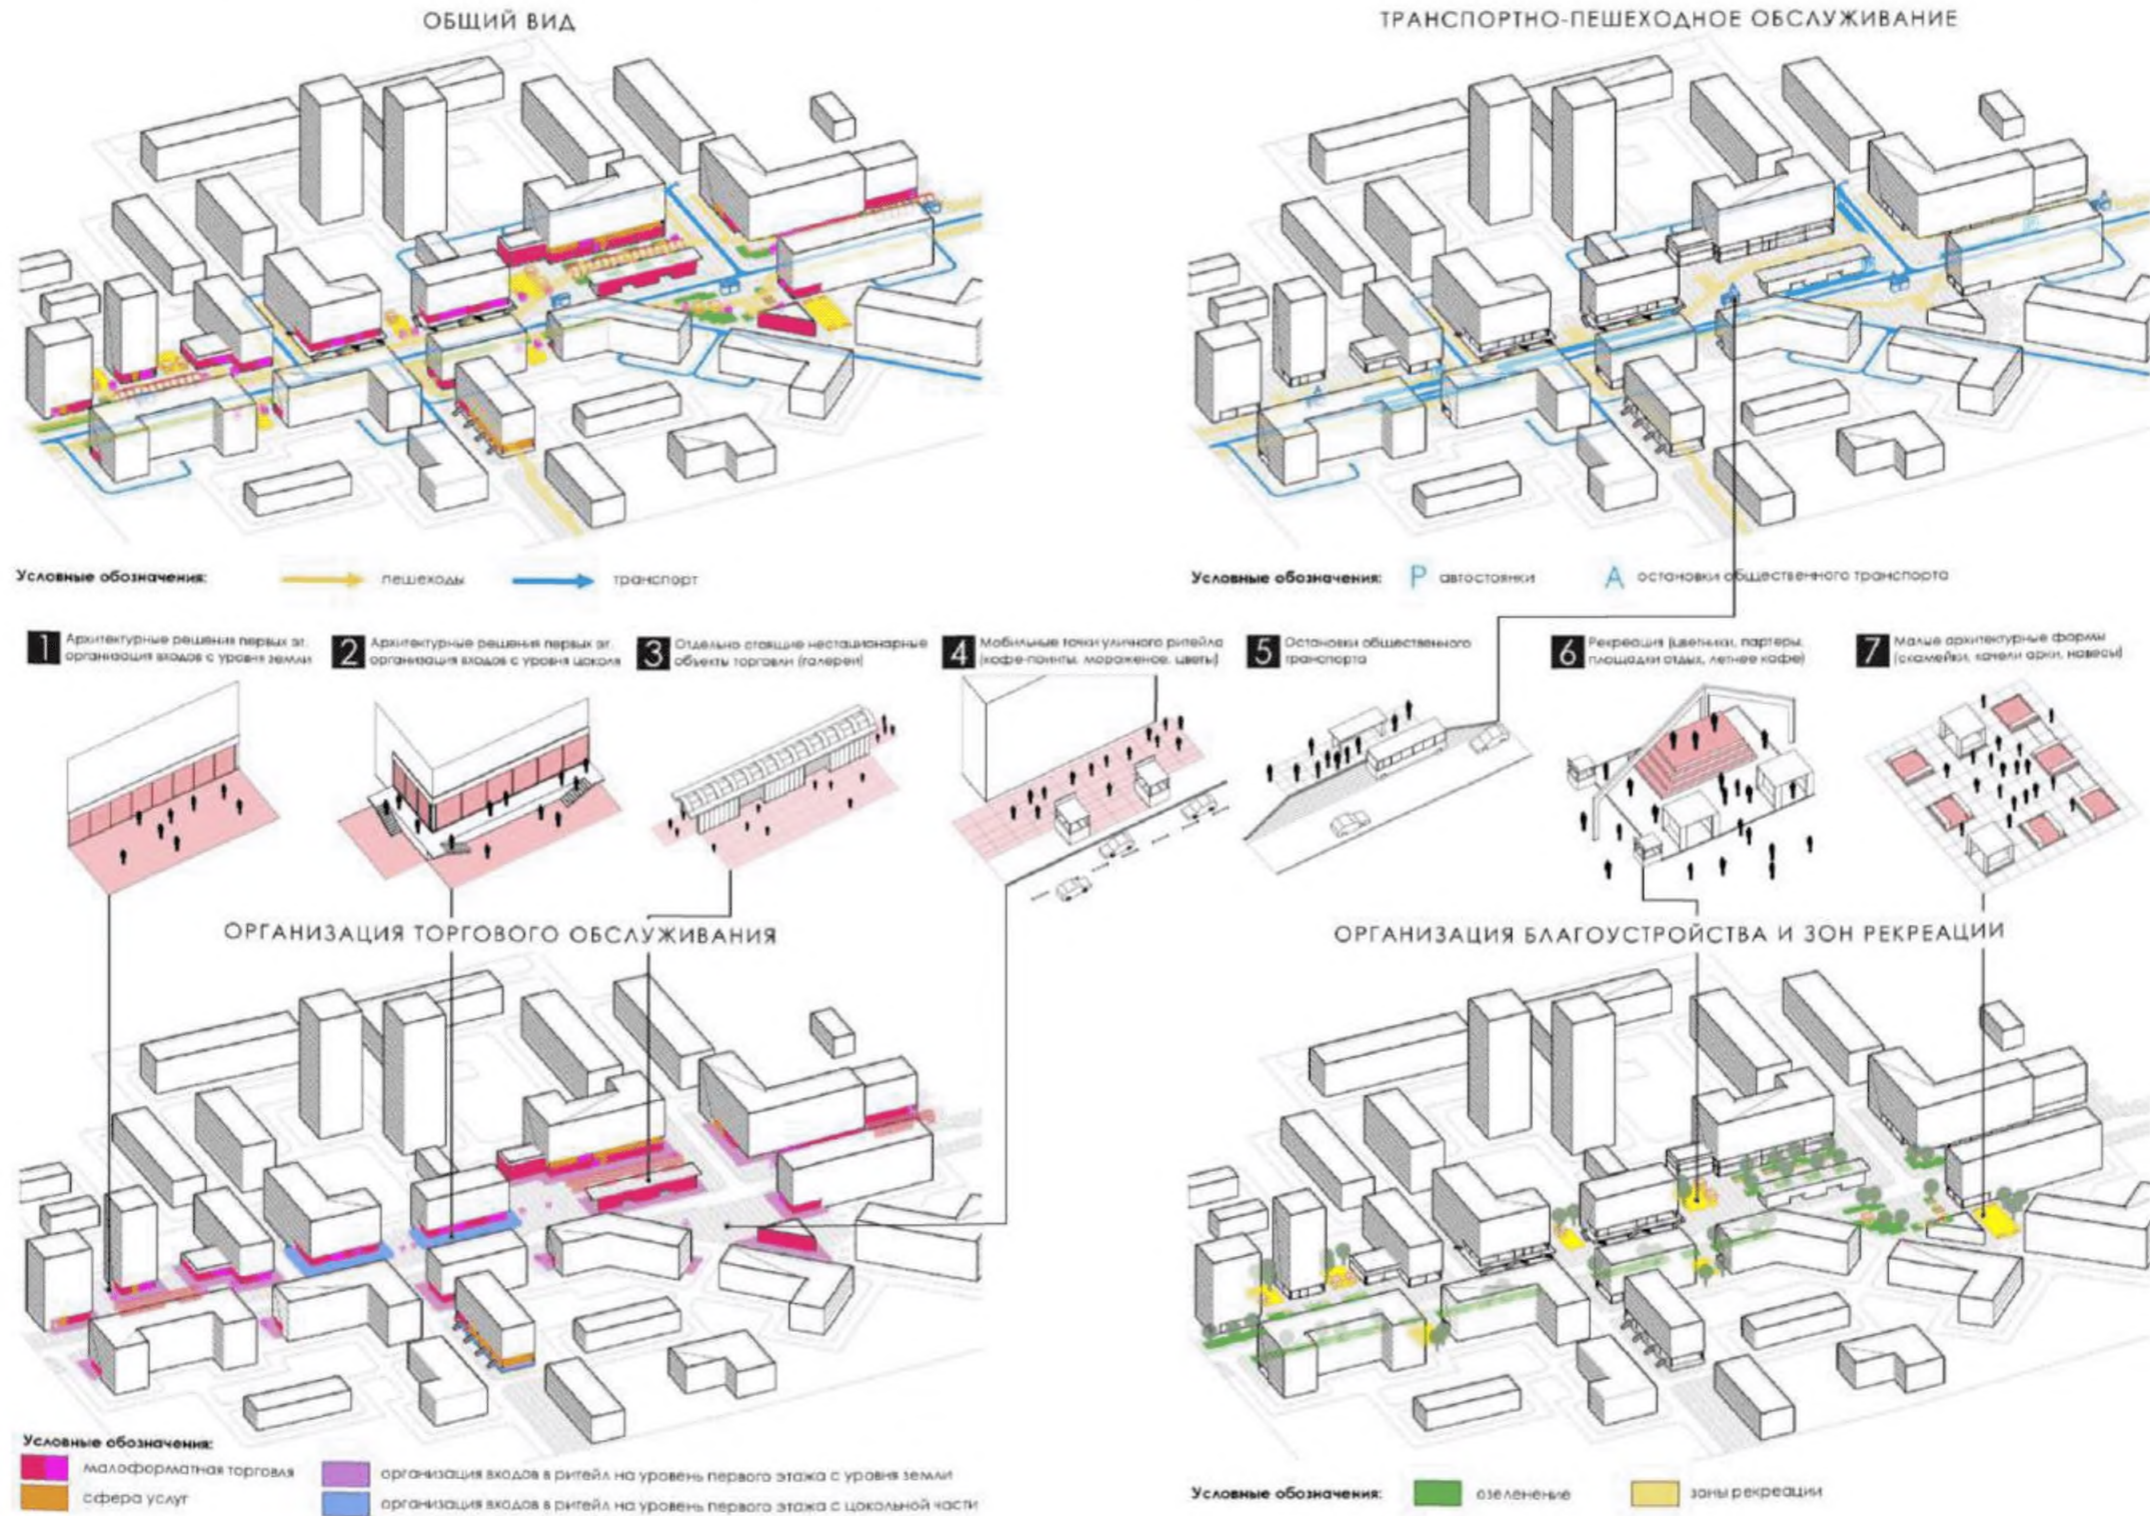 ОБЩИЙ ВИД
ТРАНСПОРТНО-ПЕШЕХОДНОЕ ОБСЛУЖИВАНИЕ
Условные обозначения:
пешеходы
транспорт
Условные обозначения:
P автостоянки
A остановки общественного транспорта
1 Архитектурные решения первых эт.
организация входов с уровня земли
2 Архитектурные решения первых эт.
организация входов с уровня цоколя
3 Отдельно стоящие нестационарные
объекты торговли (галереи)
4 Мобильные точки уличного ритейла
(кофе-поинты, мороженое, цветы)
5 Остановки общественного
транспорта
6 Рекреация (цветники, партеры,
площадки отдых, летнее кафе)
7 Малые архитектурные формы
(скамейки, качели арки, навесы)
ОРГАНИЗАЦИЯ ТОРГОВОГО ОБСЛУЖИВАНИЯ
ОРГАНИЗАЦИЯ БЛАГОУСТРОЙСТВА И ЗОН РЕКРЕАЦИИ
Условные обозначения:
малоформатная торговля
сфера услуг
организация входов в ритейл на уровень первого этажа с уровня земли
организация входов в ритейл на уровень первого этажа с цокольной части
Условные обозначения:
озеленение
зоны рекреации